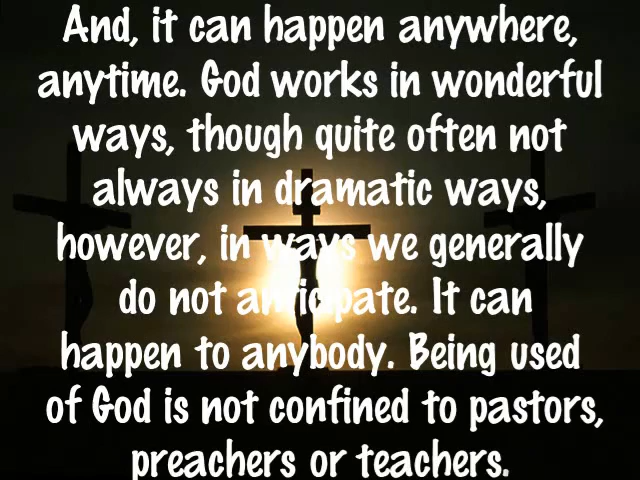 And, it can happen anywhere,
anytime. God works in wonderful
ways, though quite often not
always in dramatic ways,
however, in ways we generally
do not anticipate. It can
happen to anybody. Being used
of God is not confined to pastors,
preachers or teachers.